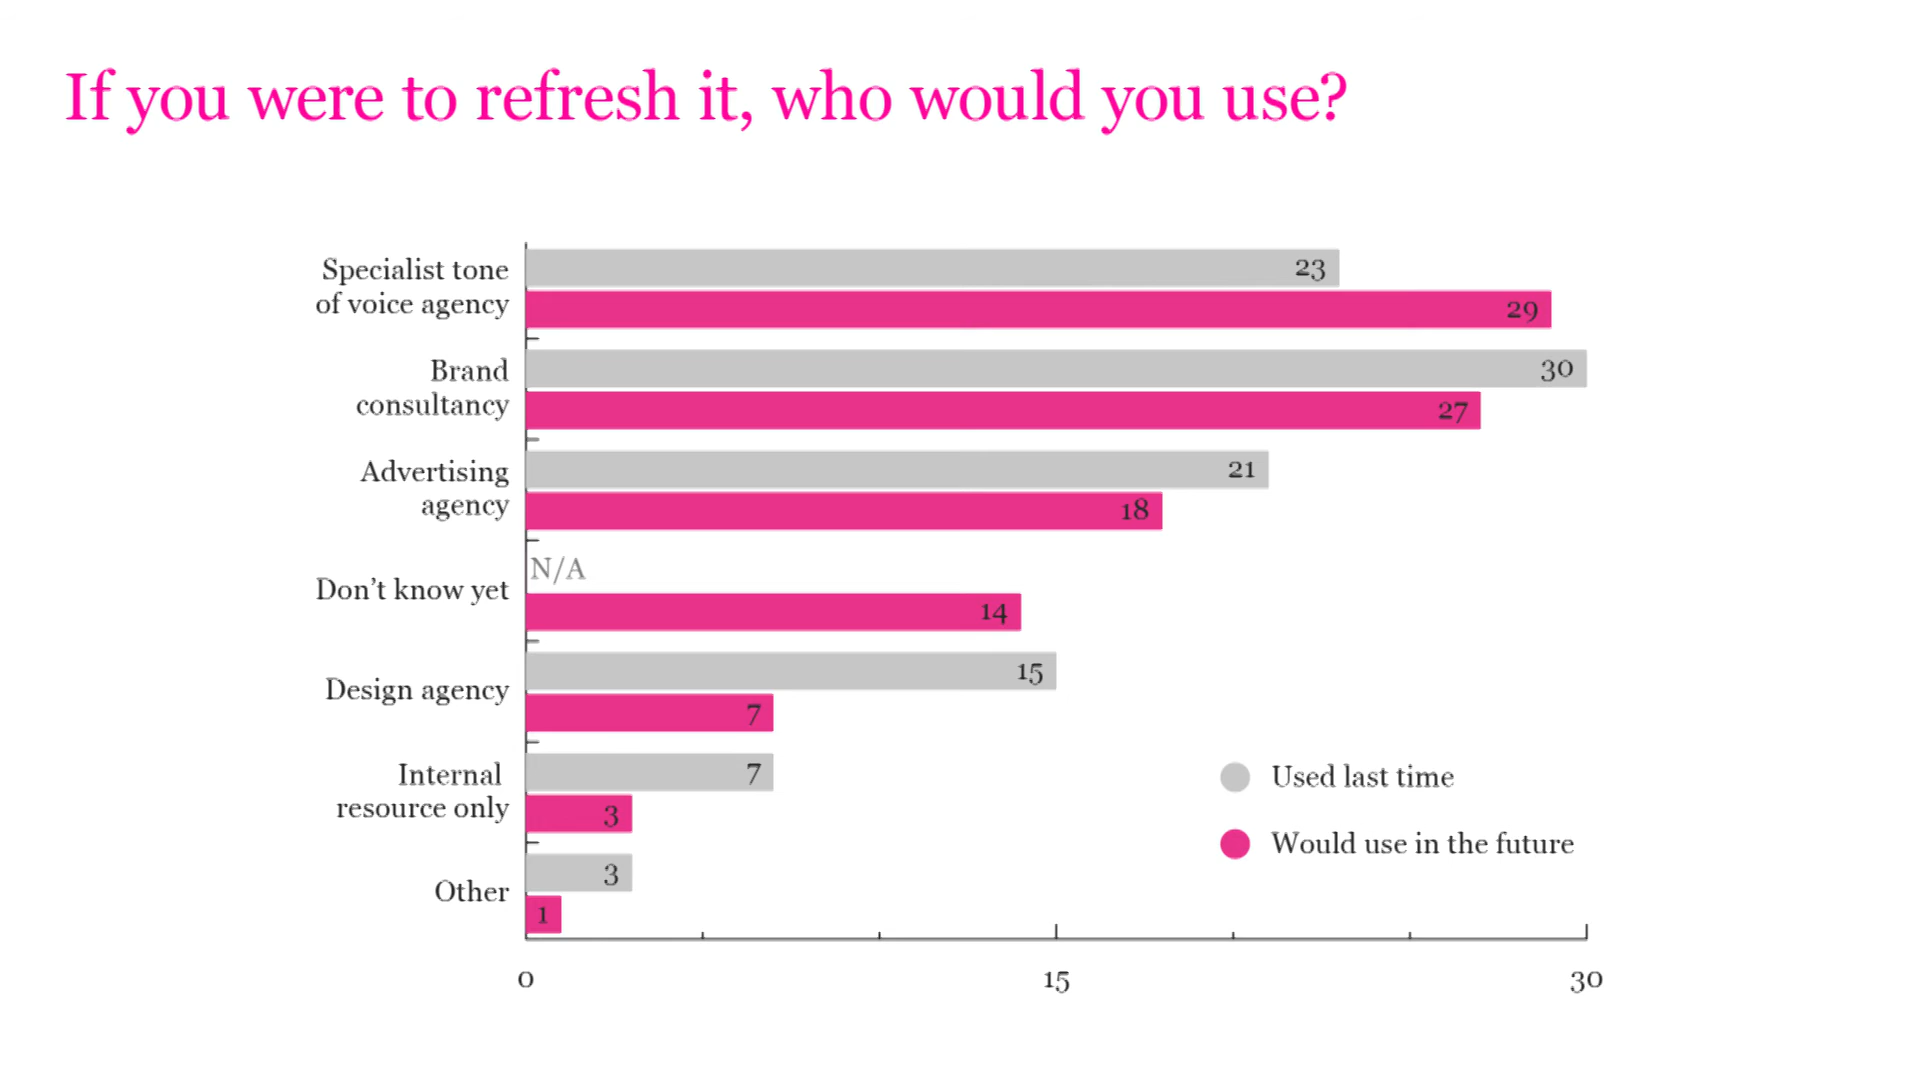 If you were to refresh it, who would you use?
Specialist tone
of voice agency
23
29
Brand
consultancy
30
27
Advertising
agency
21
18
Don't know yet
N/A
14
Design agency
15
7
Internal
resource only
7
3
Other
3
1
Used last time
Would use in the future
0 15 30